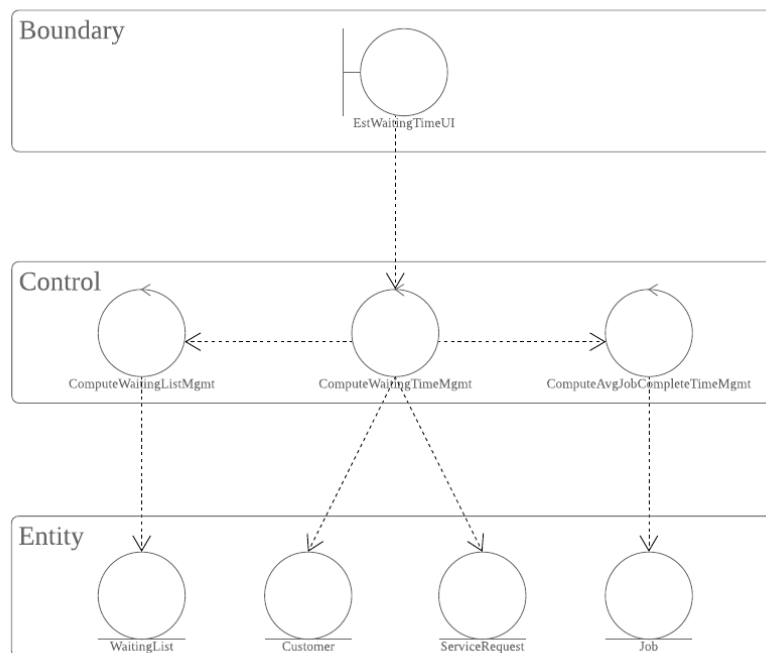 Boundary
EstWaitingTimeUI
Control
ComputeWaitingListMgmt
ComputeWaitingTimeMgmt
ComputeAvgJobCompleteTimeMgmt
Entity
WaitingList
Customer
ServiceRequest
Job